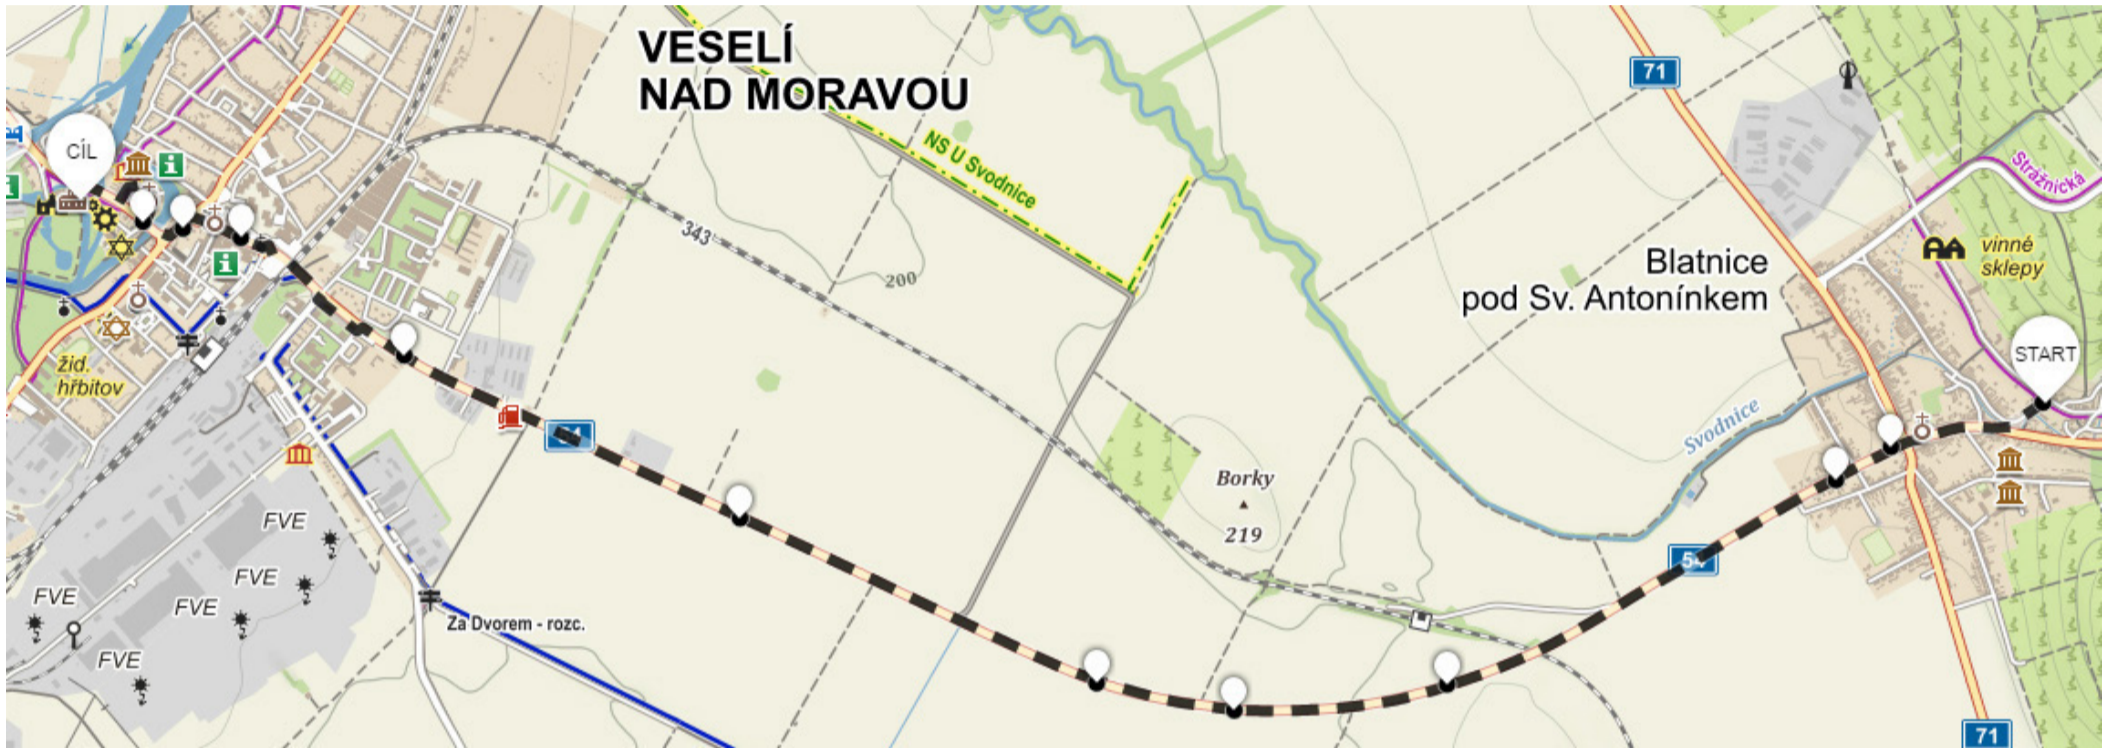 VESELÍ
NAD MORAVOU
71
CÍL
i
i
NS U Svodnice
Strážnická
343
200
i
vinné
sklepy
Blatnice
pod Sv. Antonínkem
START
žid.
hřbitov
Svodnice
Borky
219
FVE
FVE
FVE
FVE
FVE
54
Za Dvorem - rozc.
71